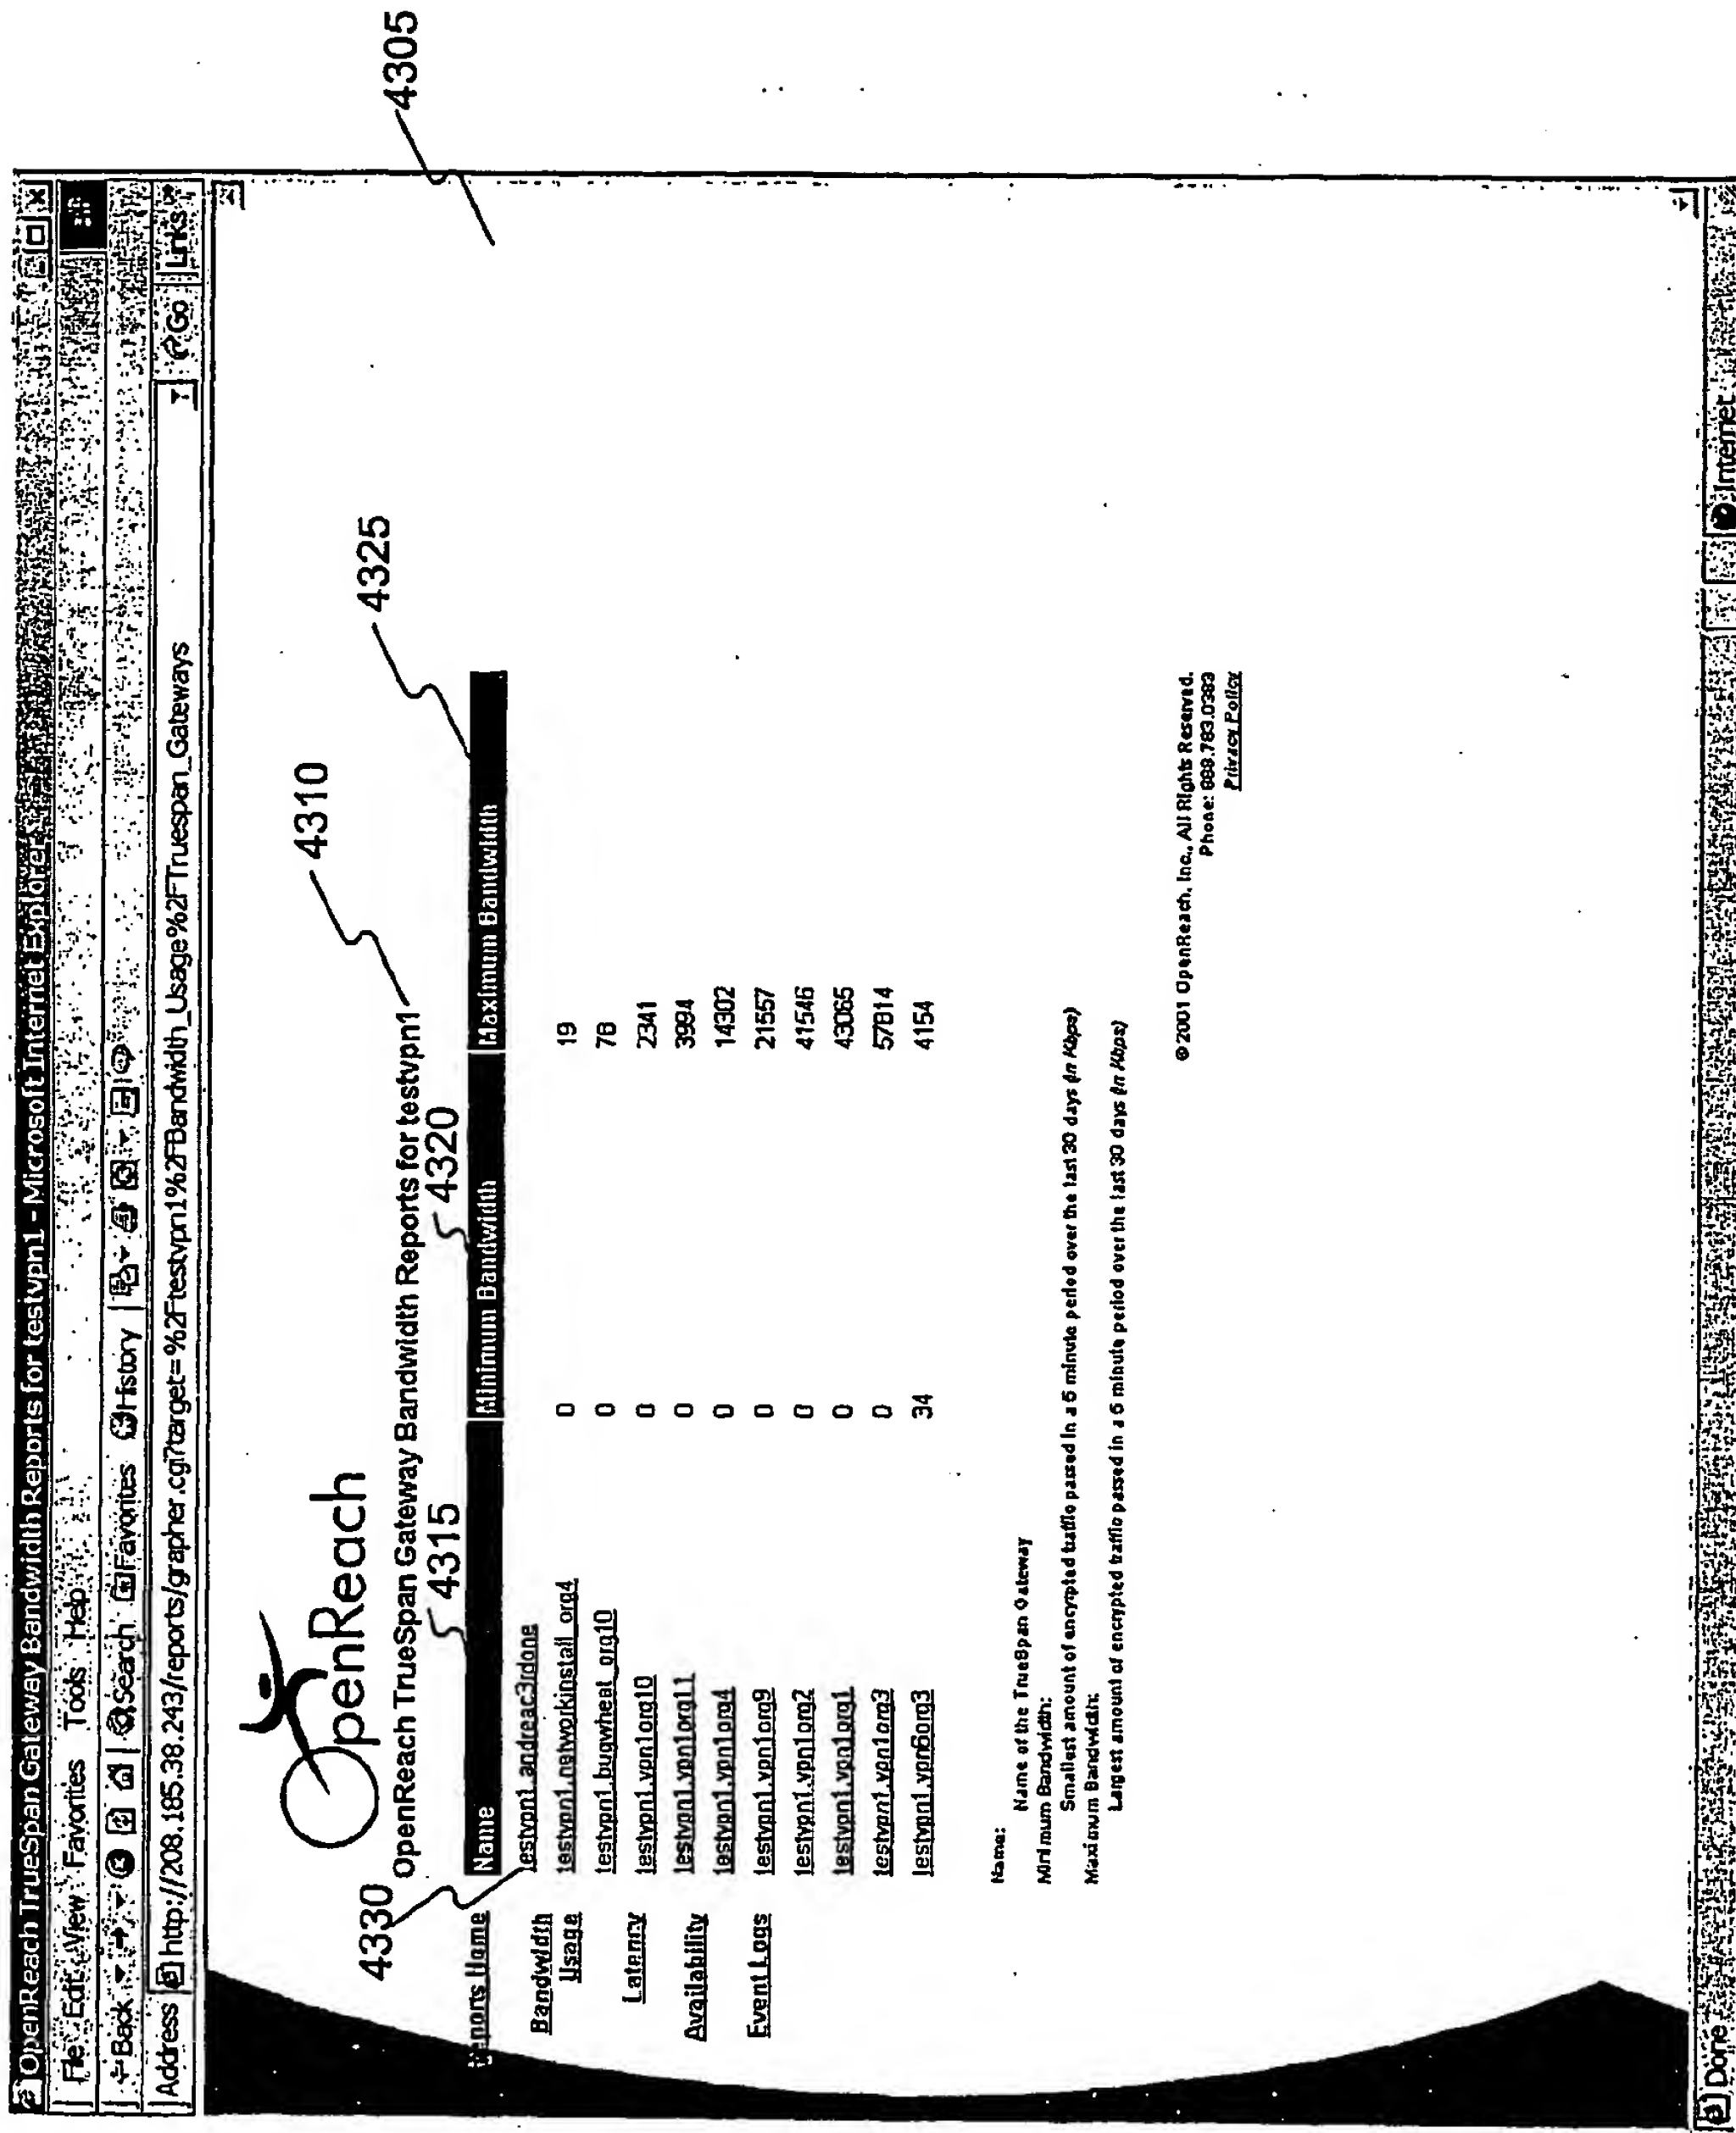 OpenReach TrueSpan Gateway Bandwidth Reports for testvpn1 - Microsoft Internet Explorer
File Edit View Favorites Tools Help
Back Search Favorites History
Address http://208.185.38.243/reports/grapher.cgi?target=%2Ftestvpn1%2FBandwidth_Usage%2FTruespan_Gateways Go Links
4305
OpenReach
4310
OpenReach TrueSpan Gateway Bandwidth Reports for testvpn1
4330 4315 4320 4325
Reports Home
Bandwidth Usage
Latency
Availability
Event Logs
Name Minimum Bandwidth Maximum Bandwidth
testvpn1.andreac3rdone 0 19
testvpn1.networkinstall_org4 0 78
testvpn1.bugwheat_org10 0 2341
testvpn1.vpn1org10 0 3994
testvpn1.vpn1org11 0 14302
testvpn1.vpn1org4 0 21557
testvpn1.vpn1org9 0 41546
testvpn1.vpn1org2 0 43065
testvpn1.vpn1org1 0 57814
testvpn1.vpn1org3 34 4154
testvpn1.vpn6org3
Name:
Name of the TrueSpan Gateway
Minimum Bandwidth:
Smallest amount of encrypted traffic passed in a 5 minute period over the last 30 days (in Kbps)
Maximum Bandwidth:
Largest amount of encrypted traffic passed in a 5 minute period over the last 30 days (in Kbps)
©2001 OpenReach, Inc., All Rights Reserved.
Phone: 888.783.0383
Privacy Policy
Done Internet